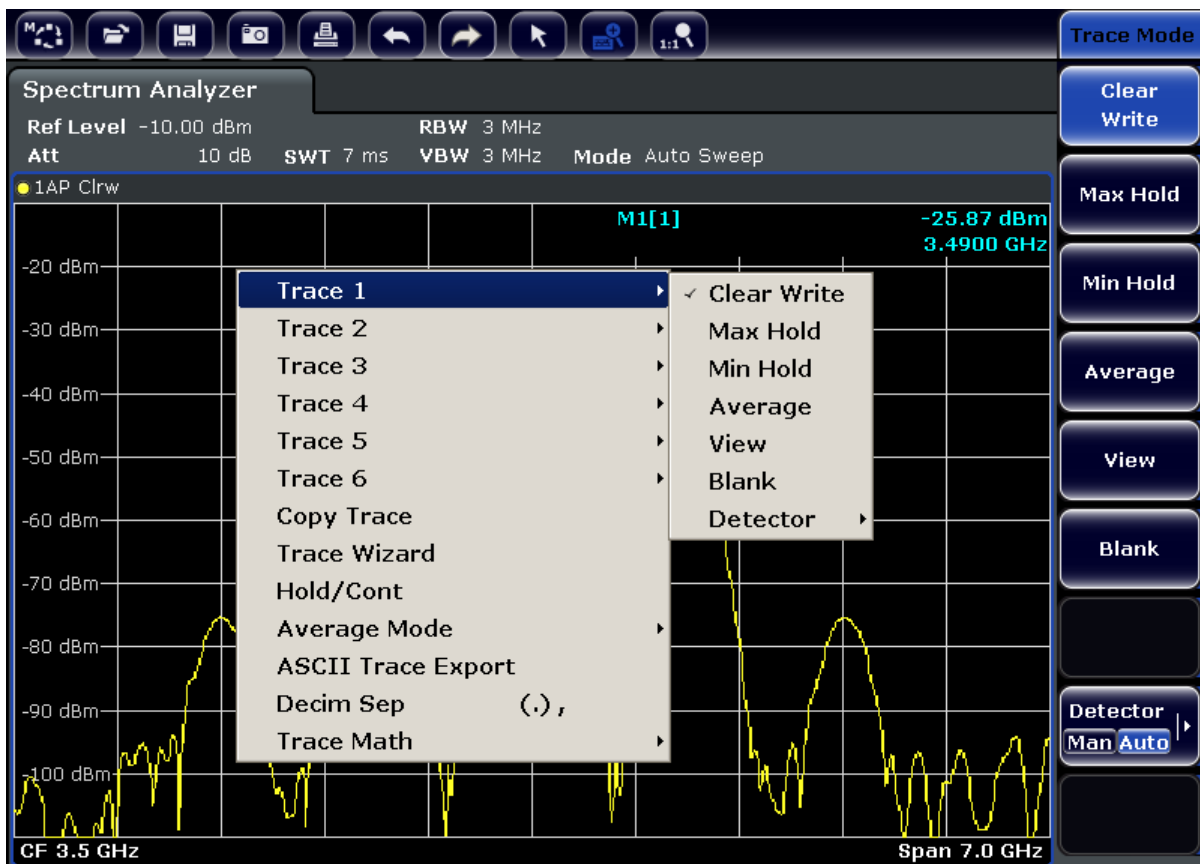 M
1:1
Trace Mode
Spectrum Analyzer
Ref Level -10.00 dBm RBW 3 MHz
Att 10 dB SWT 7 ms VBW 3 MHz Mode Auto Sweep
1AP Clrw
M1[1] -25.87 dBm
3.4900 GHz
-20 dBm
-30 dBm
-40 dBm
-50 dBm
-60 dBm
-70 dBm
-80 dBm
-90 dBm
-100 dBm
Trace 1
Trace 2
Trace 3
Trace 4
Trace 5
Trace 6
Copy Trace
Trace Wizard
Hold/Cont
Average Mode
ASCII Trace Export
Decim Sep (.) ,
Trace Math
Clear Write
Max Hold
Min Hold
Average
View
Blank
Detector
CF 3.5 GHz Span 7.0 GHz
Clear
Write
Max Hold
Min Hold
Average
View
Blank
Detector
Man Auto